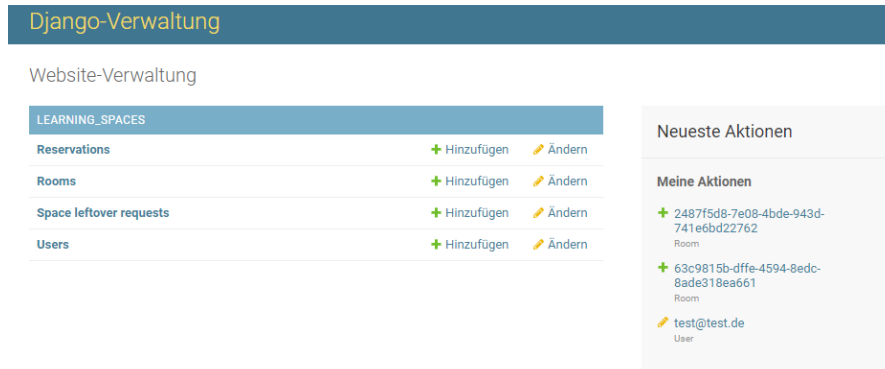 Django-Verwaltung
Website-Verwaltung
LEARNING_SPACES
Reservations Hinzufügen Ändern
Rooms Hinzufügen Ändern
Space leftover requests Hinzufügen Ändern
Users Hinzufügen Ändern
Neueste Aktionen
Meine Aktionen
2487f5d8-7e08-4bde-943d-
741e6bd22762
Room
63c9815b-dffe-4594-8edc-
8ade318ea661
Room
test@test.de
User